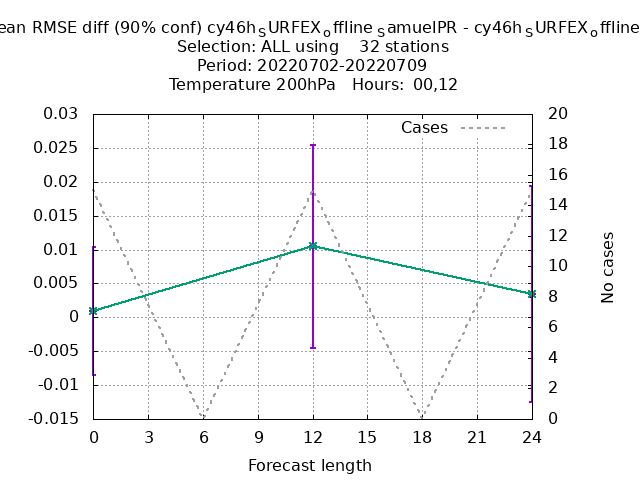 ean RMSE diff (90% conf) cy46hSURFEXoffline SamuelPR - cy46hSURFEXoffline
Selection: ALL using 32 stations
Period: 20220702-20220709
Temperature 200hPa Hours: 00,12
Cases
0.03
0.025
0.02
0.015
0.01
0.005
0
-0.005
-0.01
-0.015
20
18
16
14
12
10
8
6
4
2
0
No cases
0 3 6 9 12 15 18 21 24
Forecast length